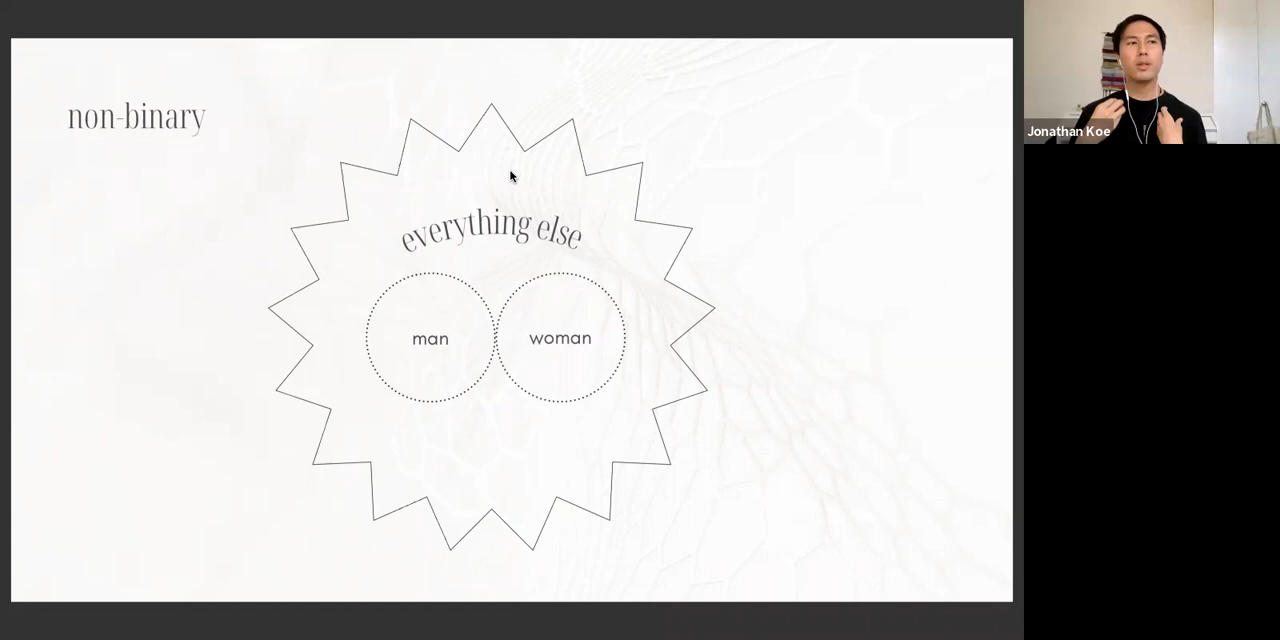 non-binary
everything else
man
woman
Jonathan Koe